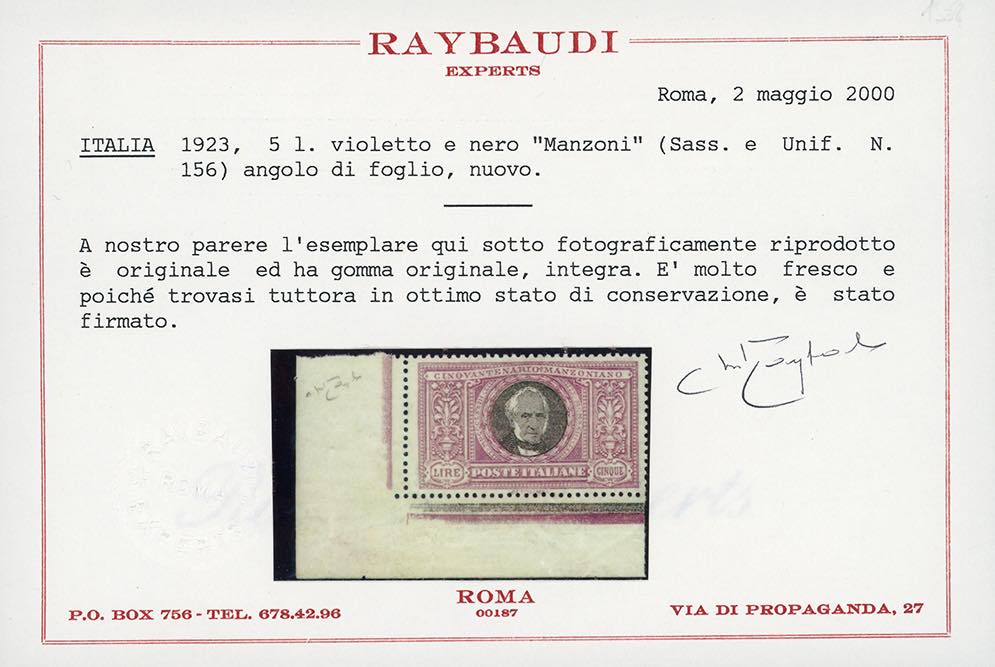 RAYBAUDI
EXPERTS
Roma, 2 maggio 2000
ITALIA 1923, 5 l. violetto e nero "Manzoni" (Sass. e Unif. N.
156) angolo di foglio, nuovo.
A nostro parere l'esemplare qui sotto fotograficamente riprodotto
è originale ed ha gomma originale, integra. E' molto fresco e
poiché trovasi tuttora in ottimo stato di conservazione, è stato
firmato.
CINQVANTENARIO MANZONIANO
LIRE POSTE ITALIANE CINQUE
ROMA
00187
P.O. BOX 756 - TEL. 678.42.96
VIA DI PROPAGANDA, 27